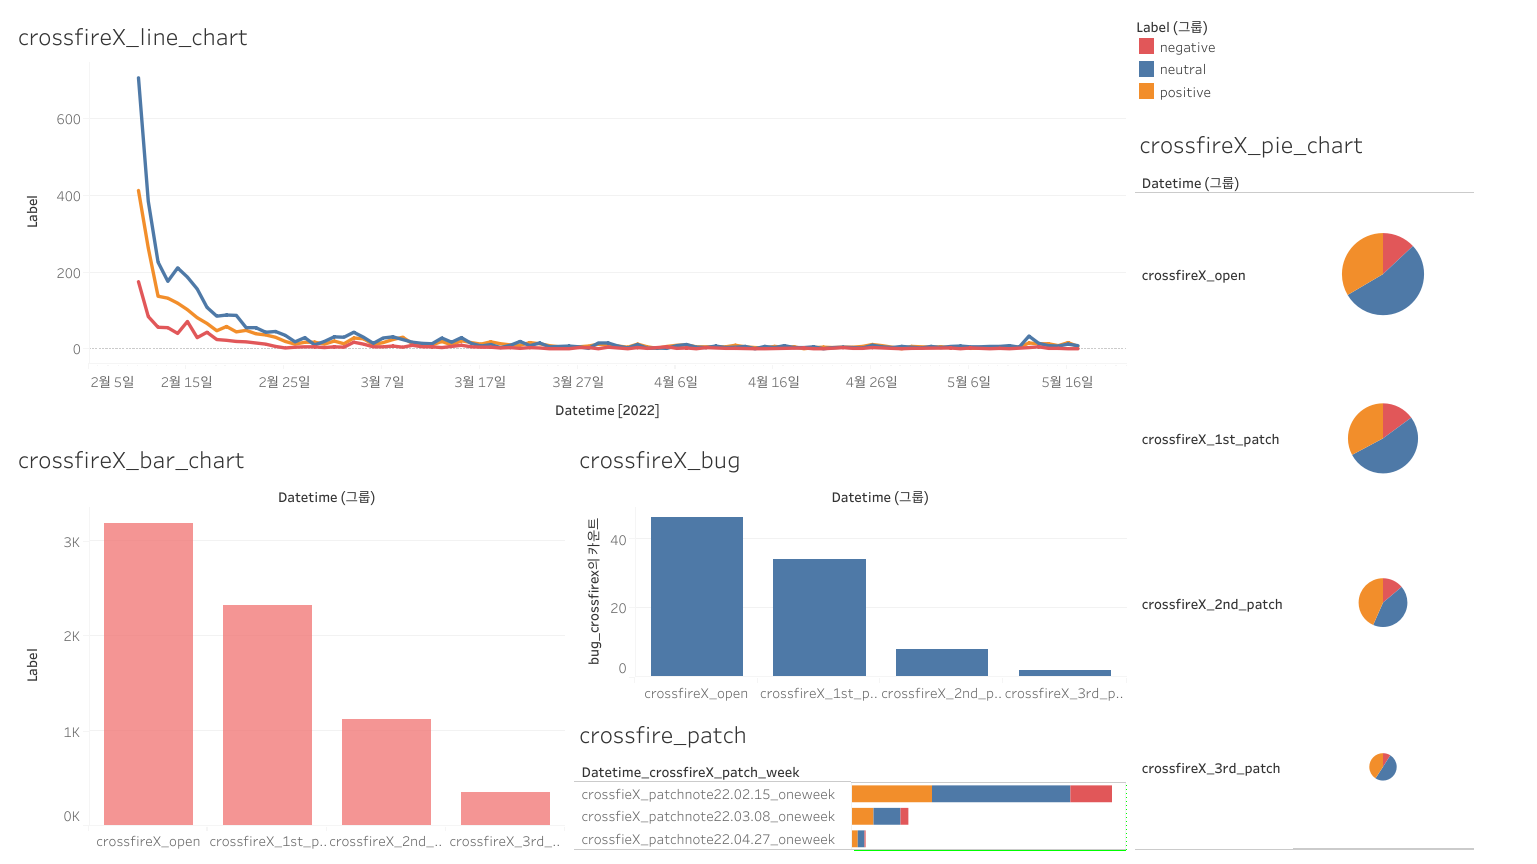 crossfireX_line_chart
Label
600
400
200
0
2월 5일 2월 15일 2월 25일 3월 7일 3월 17일 3월 27일 4월 6일 4월 16일 4월 26일 5월 6일 5월 16일
Datetime [2022]
Label (그룹)
negative
neutral
positive
crossfireX_pie_chart
Datetime (그룹)
crossfireX_open
crossfireX_1st_patch
crossfireX_2nd_patch
crossfireX_3rd_patch
crossfireX_bar_chart
Datetime (그룹)
Label
3K
2K
1K
0K
crossfireX_open crossfireX_1st_p.. crossfireX_2nd_.. crossfireX_3rd_..
crossfireX_bug
Datetime (그룹)
bug_crossfirex의 카운트
40
20
0
crossfireX_open crossfireX_1st_p.. crossfireX_2nd_p.. crossfireX_3rd_p..
crossfire_patch
Datetime_crossfireX_patch_week
crossfieX_patchnote22.02.15_oneweek
crossfireX_patchnote22.03.08_oneweek
crossfieX_patchnote22.04.27_oneweek